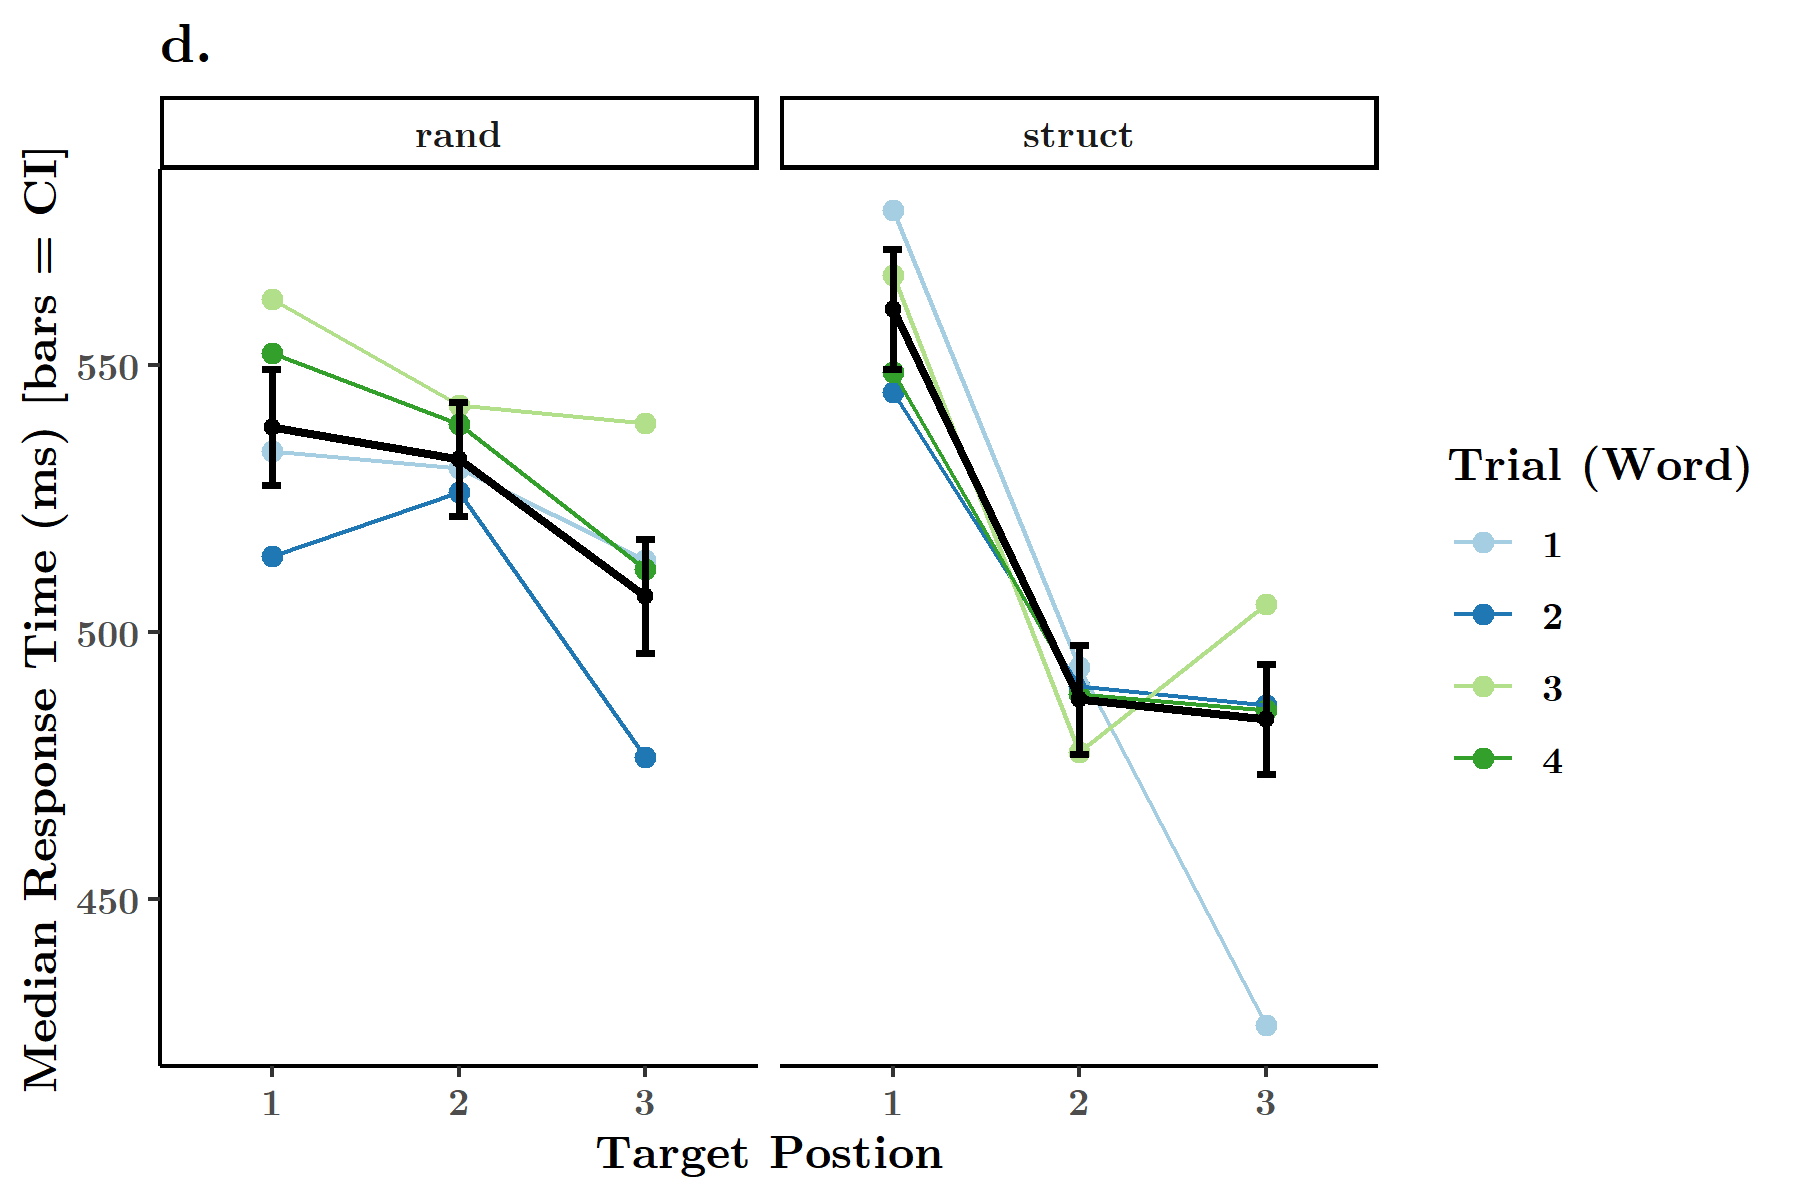 d.
rand
struct
Median Response Time (ms) [bars = CI]
550
500
450
1 2 3
1 2 3
Target Postion
Trial (Word)
1
2
3
4